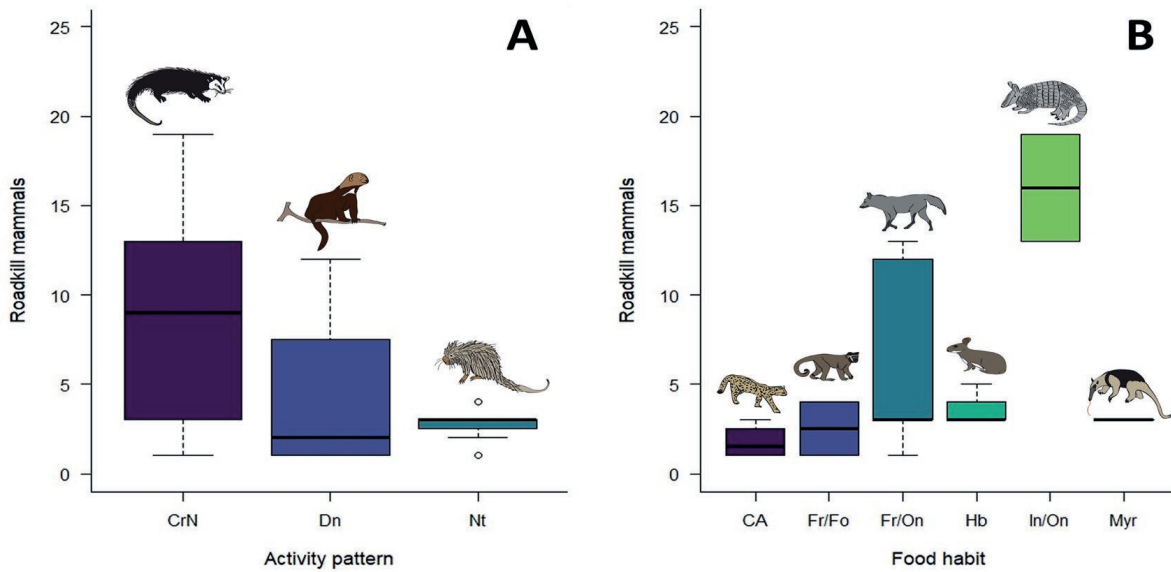 A
Roadkill mammals
25
20
15
10
5
0
CrN Dn Nt
Activity pattern
B
Roadkill mammals
25
20
15
10
5
0
CA Fr/Fo Fr/On Hb In/On Myr
Food habit